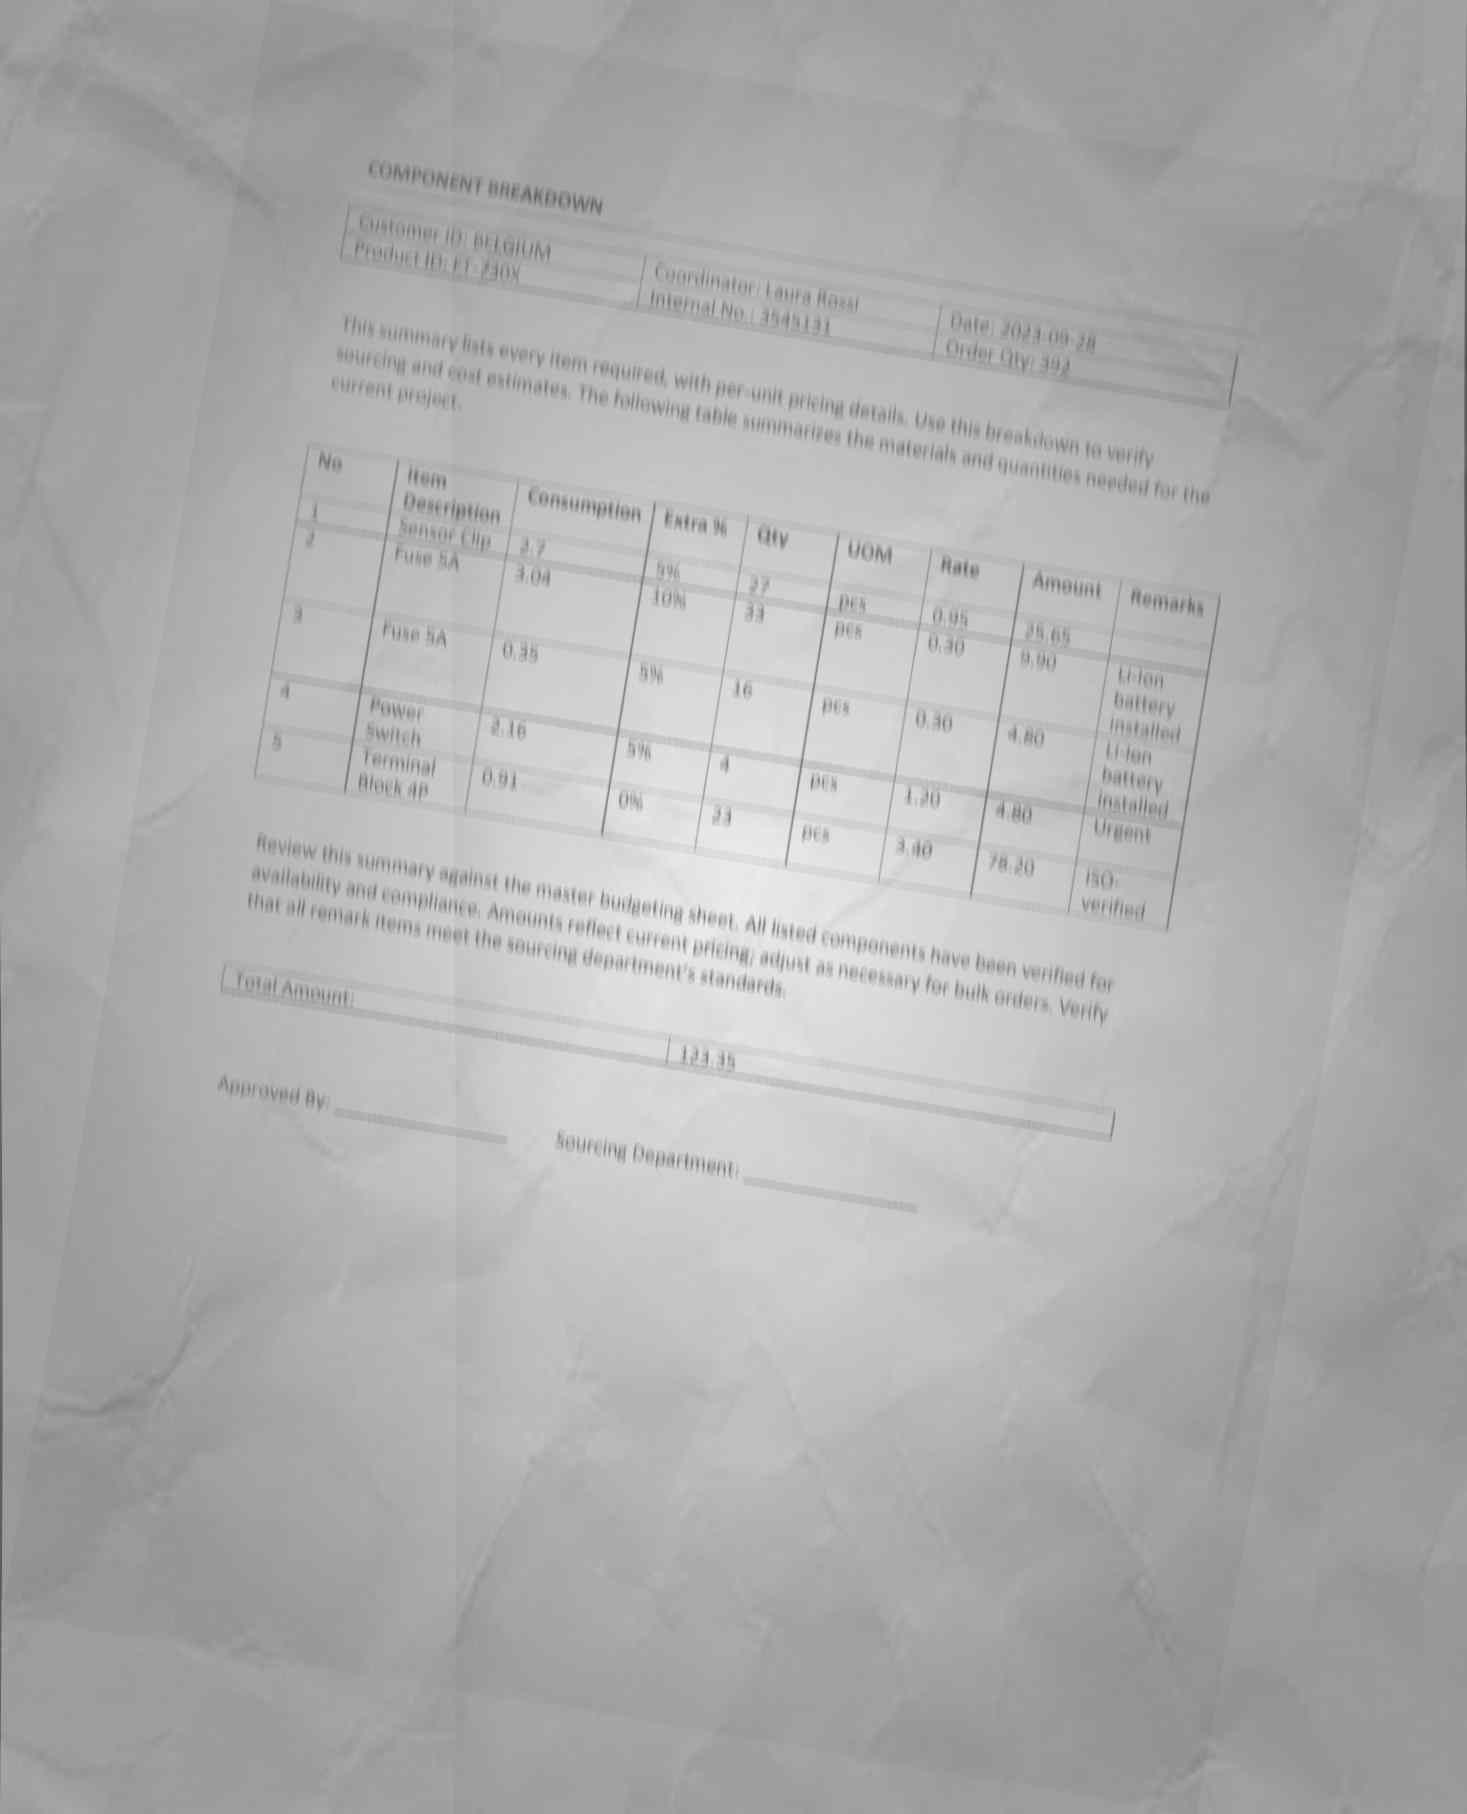 COMPONENT BREAKDOWN
Customer ID: BELGIUM
Product ID: FT-230X
Coordinator: Laura Rossi
Internal No.: 3545131
Date: 2023-09-28
Order Qty: 392
This summary lists every item required, with per-unit pricing details. Use this breakdown to verify
sourcing and cost estimates. The following table summarizes the materials and quantities needed for the
current project.
No Item Description Consumption Extra % Qty UOM Rate Amount Remarks
1 Sensor Clip 2.7 5% 27 pcs 0.95 25.65
2 Fuse 5A 3.04 10% 33 pcs 0.30 9.90 Li-Ion battery installed
3 Fuse 5A 0.35 5% 16 pcs 0.30 4.80 Li-Ion battery installed
4 Power Switch 2.16 5% 4 pcs 1.20 4.80 Urgent
5 Terminal Block 4P 0.91 0% 23 pcs 3.40 78.20 ISO-verified
Review this summary against the master budgeting sheet. All listed components have been verified for
availability and compliance. Amounts reflect current pricing; adjust as necessary for bulk orders. Verify
that all remark items meet the sourcing department's standards.
Total Amount: 123.35
Approved By: ____________
Sourcing Department: ____________